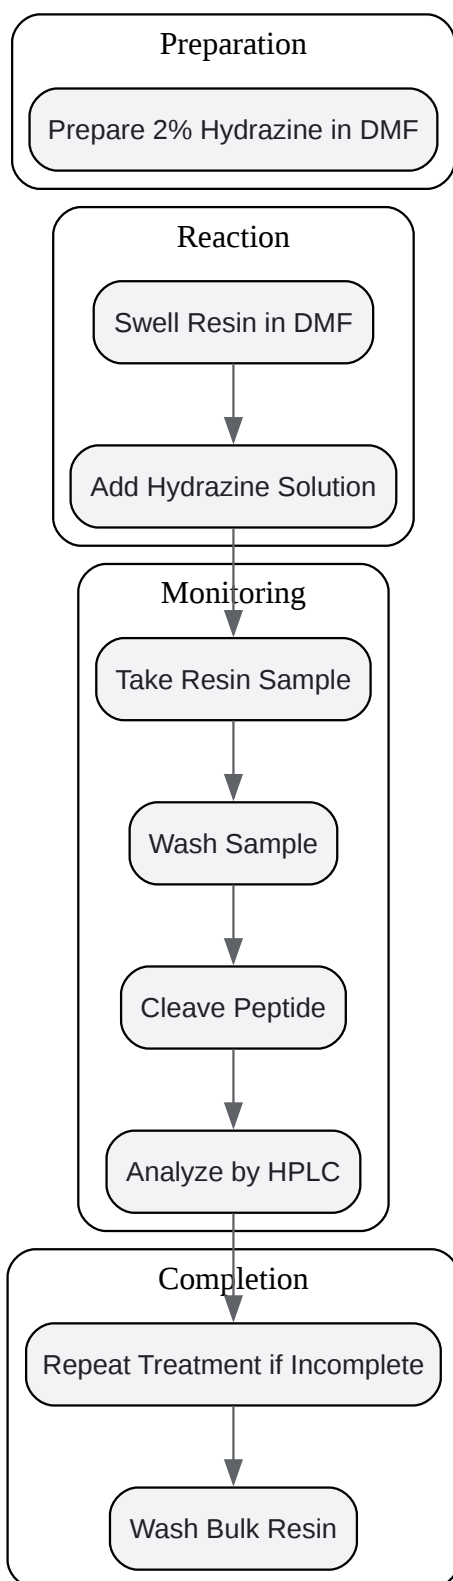 Preparation
Prepare 2% Hydrazine in DMF
Reaction
Swell Resin in DMF
Add Hydrazine Solution
Monitoring
Take Resin Sample
Wash Sample
Cleave Peptide
Analyze by HPLC
Completion
Repeat Treatment if Incomplete
Wash Bulk Resin